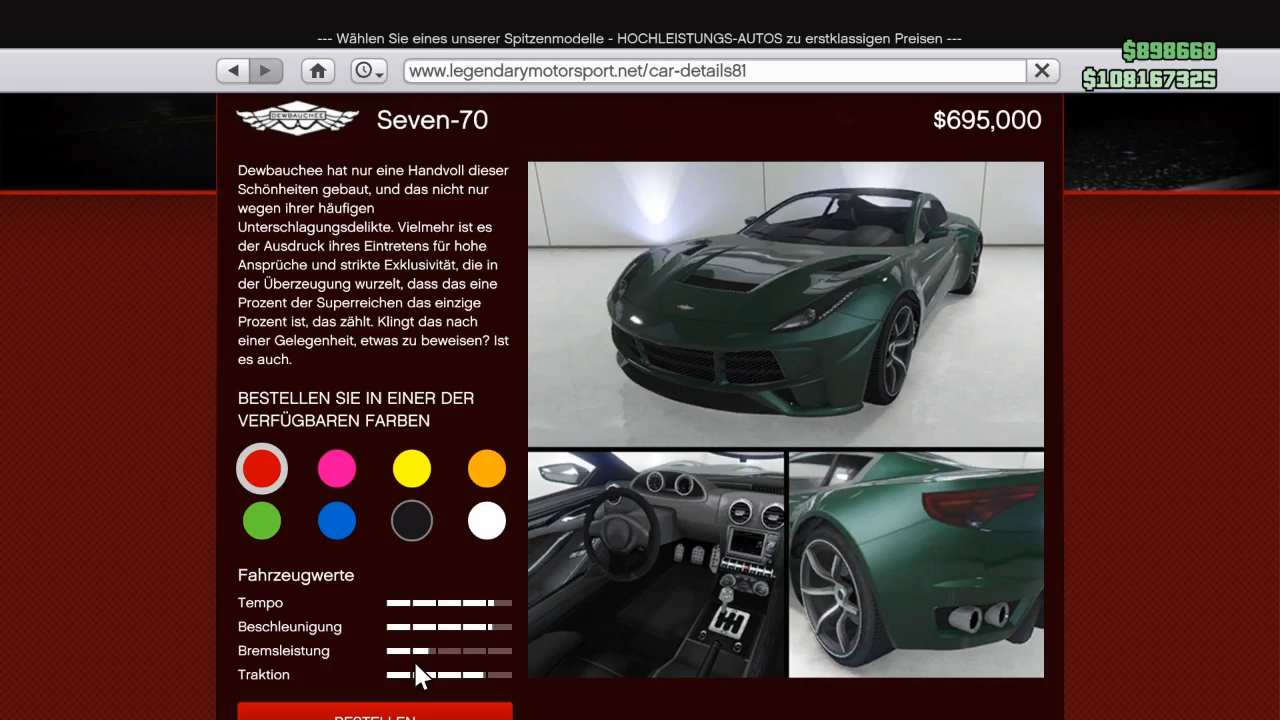 --- Wählen Sie eines unserer Spitzenmodelle - HOCHLEISTUNGS-AUTOS zu erstklassigen Preisen ---
$898668
www.legendarymotorsport.net/car-details81
$108167325
DEWBAUCHEE
Seven-70
$695,000
Dewbauchee hat nur eine Handvoll dieser
Schönheiten gebaut, und das nicht nur
wegen ihrer häufigen
Unterschlagungsdelikte. Vielmehr ist es
der Ausdruck ihres Eintretens für hohe
Ansprüche und strikte Exklusivität, die in
der Überzeugung wurzelt, dass das eine
Prozent der Superreichen das einzige
Prozent ist, das zählt. Klingt das nach
einer Gelegenheit, etwas zu beweisen? Ist
es auch.
BESTELLEN SIE IN EINER DER
VERFÜGBAREN FARBEN
Fahrzeugwerte
Tempo
Beschleunigung
Bremsleistung
Traktion
BESTELLEN